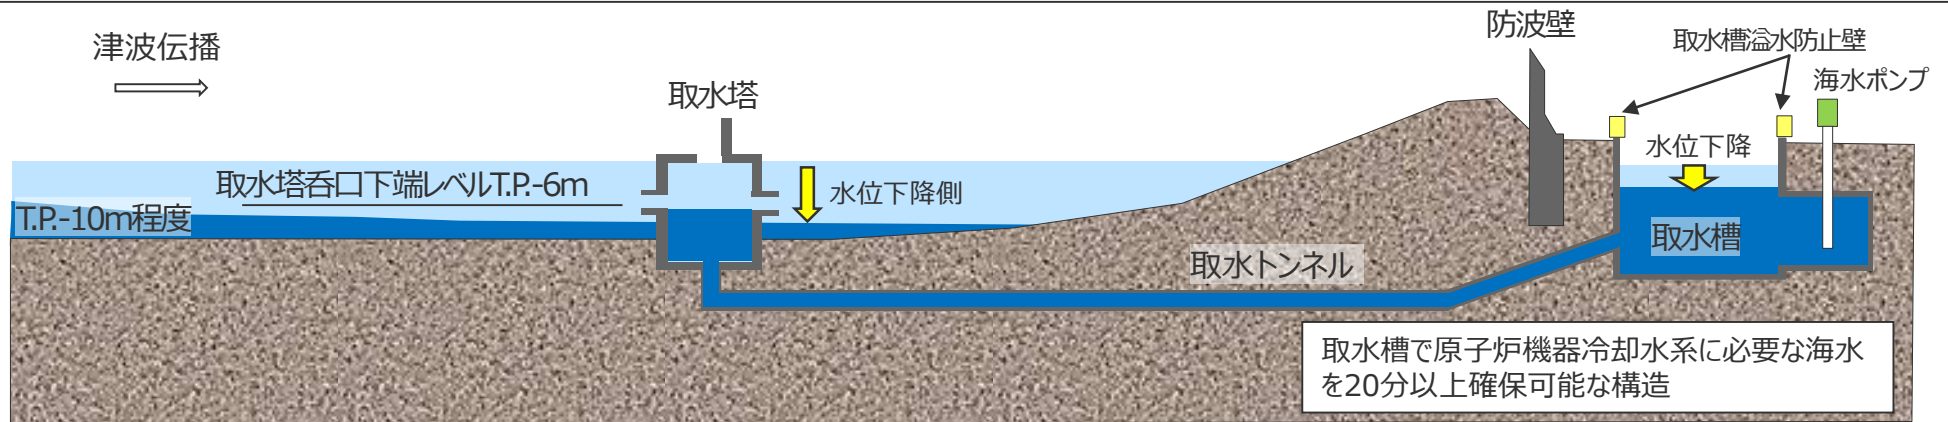 津波伝播
取水塔
防波壁
取水槽溢水防止壁
海水ポンプ
水位下降
取水塔呑口下端レベルT.P.-6m
水位下降側
T.P.-10m程度
取水槽
取水トンネル
取水槽で原子炉機器冷却水系に必要な海水
を20分以上確保可能な構造